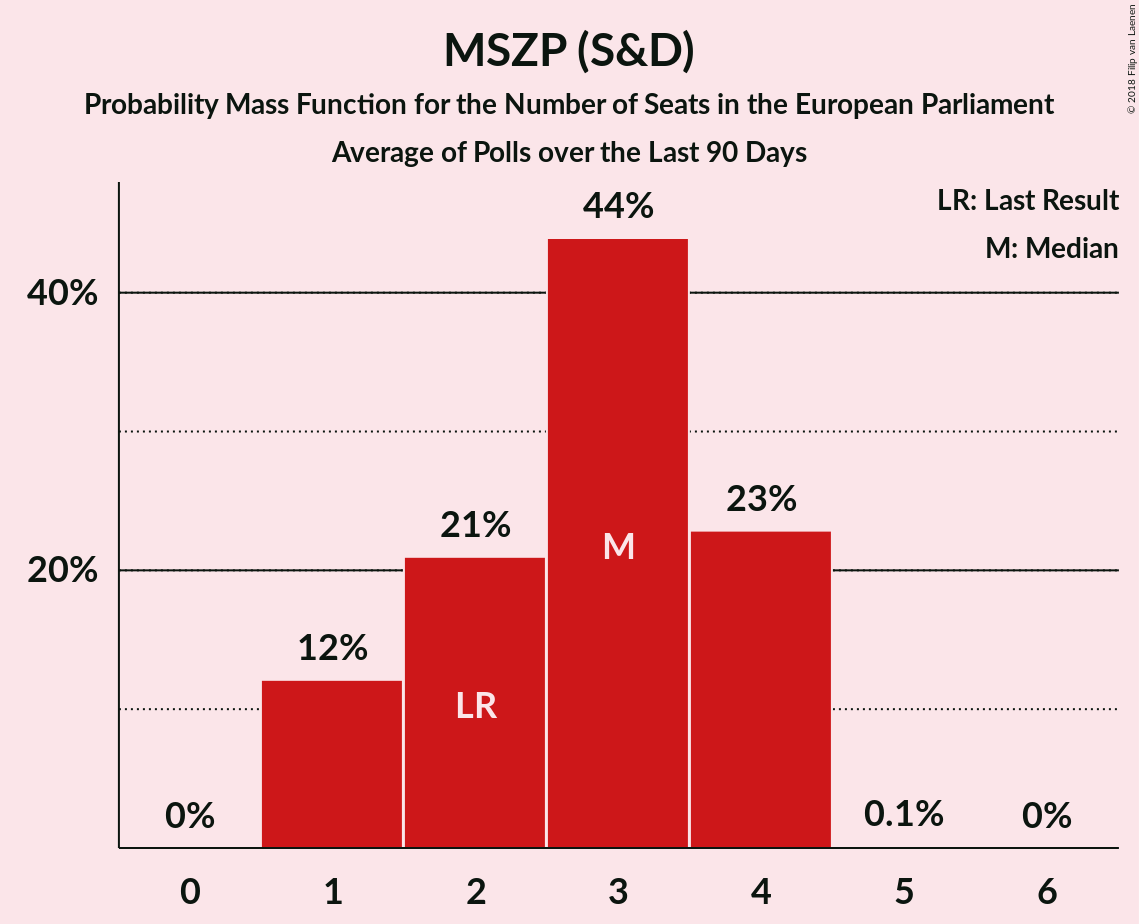 MSZP (S&D)
Probability Mass Function for the Number of Seats in the European Parliament
Average of Polls over the Last 90 Days
© 2018 Filip van Laenen
LR: Last Result
M: Median
44%
40%
23%
21%
M
20%
12%
LR
0%
0.1%
0%
0 1 2 3 4 5 6